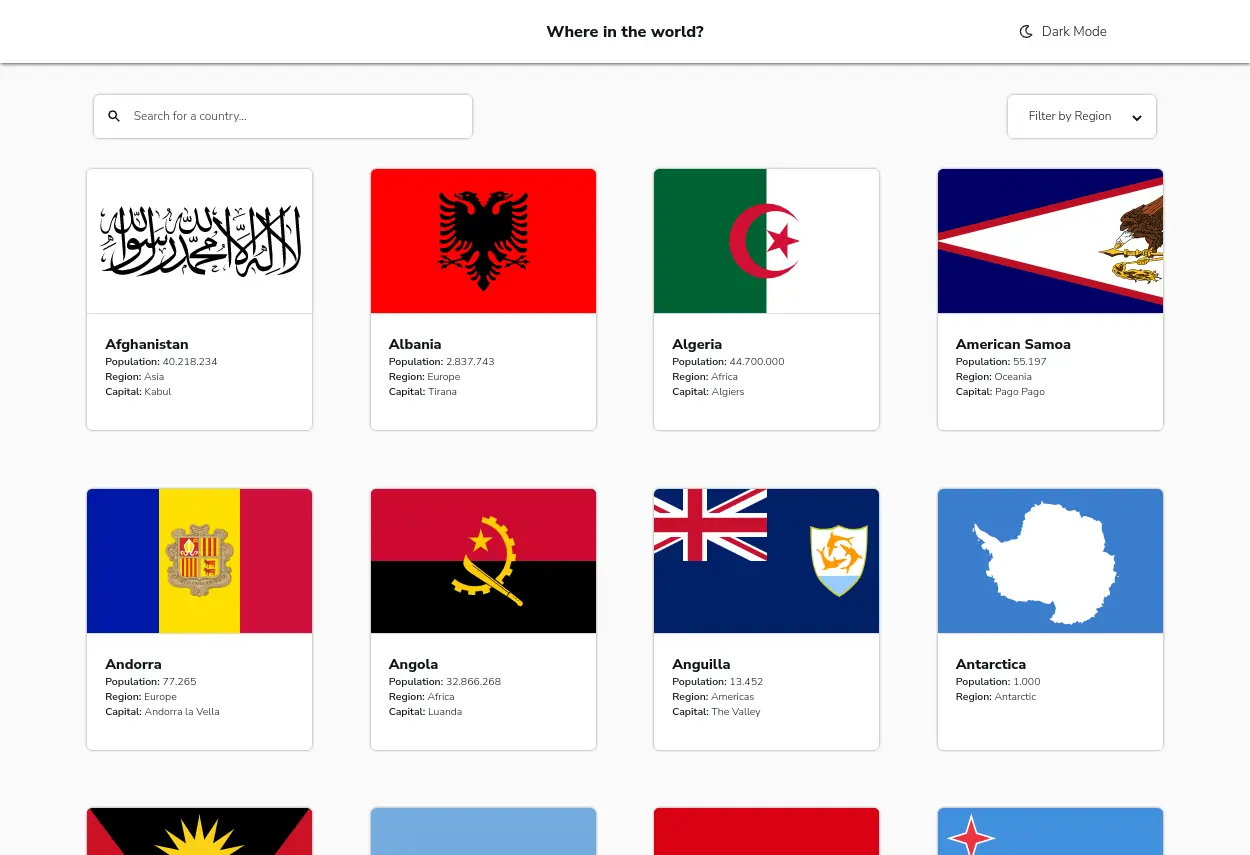 Where in the world?
Dark Mode
Search for a country...
Filter by Region
لا إله إلا الله محمد رسول الله
Afghanistan
Population: 40.218.234
Region: Asia
Capital: Kabul
Albania
Population: 2.837.743
Region: Europe
Capital: Tirana
Algeria
Population: 44.700.000
Region: Africa
Capital: Algiers
American Samoa
Population: 55.197
Region: Oceania
Capital: Pago Pago
Andorra
Population: 77.265
Region: Europe
Capital: Andorra la Vella
Angola
Population: 32.866.268
Region: Africa
Capital: Luanda
Anguilla
Population: 13.452
Region: Americas
Capital: The Valley
Antarctica
Population: 1.000
Region: Antarctic